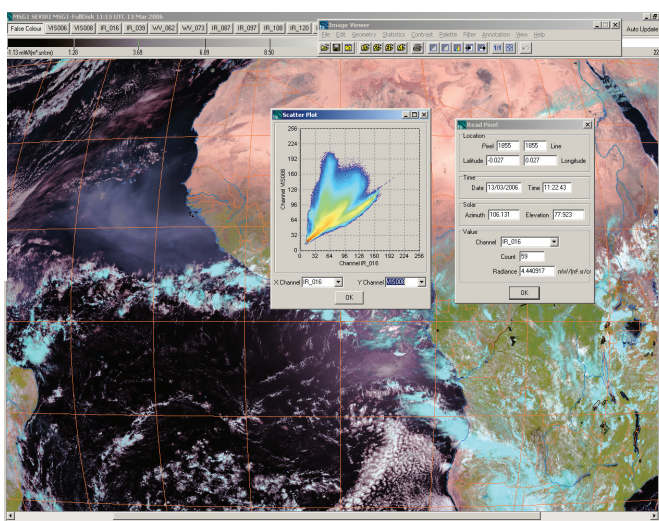 MSG1 SEVIRI MSG1-FullDisk 11:15 UTC 13 Mar 2006
False Colour VIS006 VIS008 IR_016 IR_039 WV_062 WV_073 IR_087 IR_097 IR_108 IR_120
Auto Update
Image Viewer
File Edit Geometry Statistics Contrast Palette Filter Annotation View Help
1:1
1.28 3.69 6.09 8.50
22
Scatter Plot
256
224
192
160
128
96
64
32
0
0 32 64 96 128 160 192 224 256
Channel VIS008
Channel IR_016
X Channel IR_016 Y Channel VIS008
OK
Read Pixel
Location
Pixel 1855 1855 Line
Latitude -0.027 0.027 Longitude
Time
Date 13/03/2006 Time 11:22:43
Solar
Azimuth 106.131 Elevation 77.923
Value
Channel IR_016
Count 59
Radiance 4.440917
OK